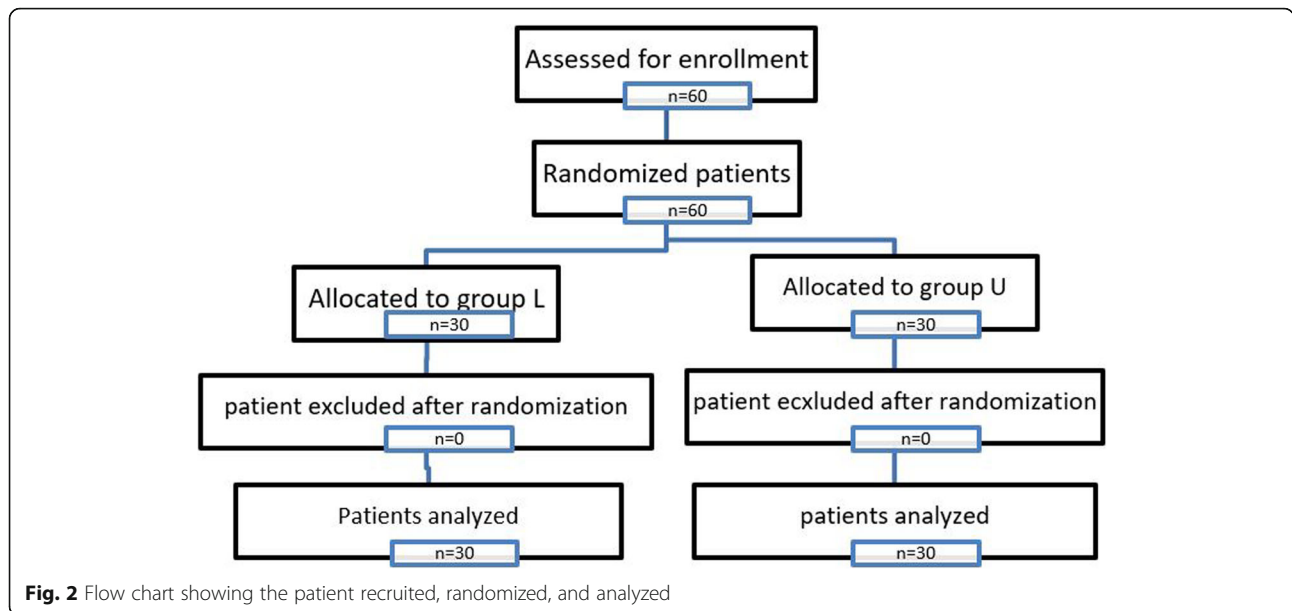 Assessed for enrollment
n=60
Randomized patients
n=60
Allocated to group L
n=30
Allocated to group U
n=30
patient excluded after randomization
n=0
patient ecxluded after randomization
n=0
Patients analyzed
n=30
patients analyzed
n=30
Fig. 2 Flow chart showing the patient recruited, randomized, and analyzed